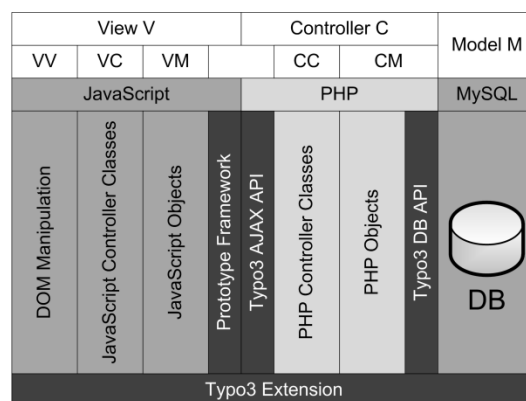 View V
Controller C
Model M
VV
VC
VM
CC
CM
JavaScript
PHP
MySQL
DOM Manipulation
JavaScript Controller Classes
JavaScript Objects
Prototype Framework
Typo3 AJAX API
PHP Controller Classes
PHP Objects
Typo3 DB API
DB
Typo3 Extension